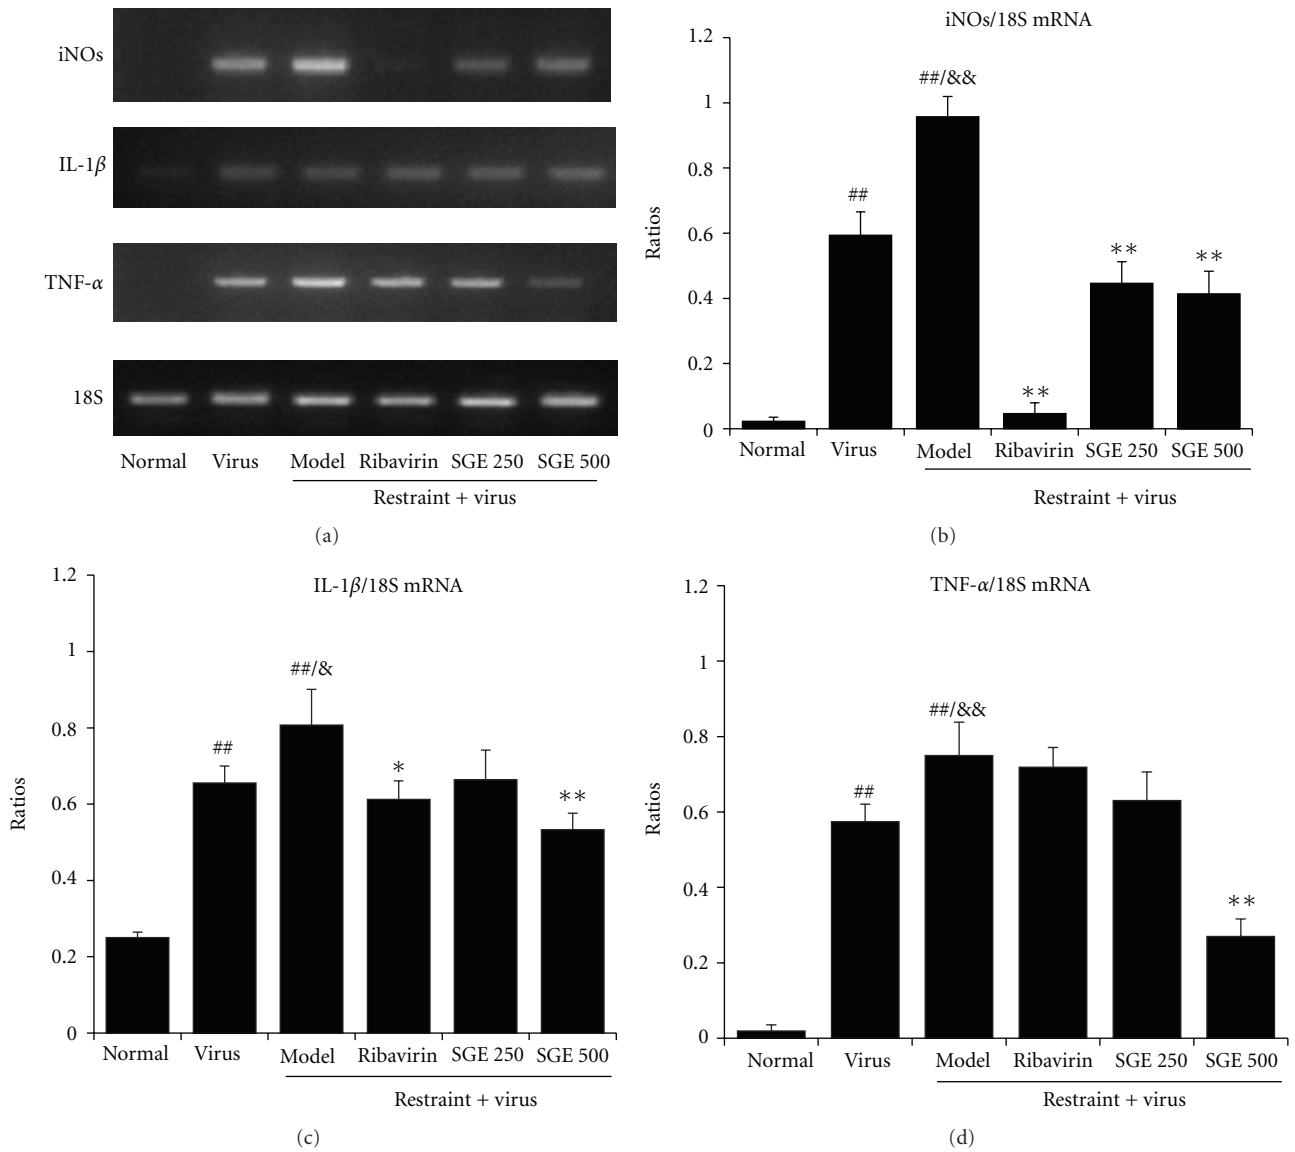 iNOs
IL-1β
TNF-α
18S
Normal Virus Model Ribavirin SGE 250 SGE 500
Restraint + virus
(a)
iNOs/18S mRNA
Ratios
1.2
1
0.8
0.6
0.4
0.2
0
##
##/&&
**
**
**
Normal Virus Model Ribavirin SGE 250 SGE 500
Restraint + virus
(b)
IL-1β/18S mRNA
Ratios
1.2
1
0.8
0.6
0.4
0.2
0
##
##/&
*
**
Normal Virus Model Ribavirin SGE 250 SGE 500
Restraint + virus
(c)
TNF-α/18S mRNA
Ratios
1.2
1
0.8
0.6
0.4
0.2
0
##
##/&&
**
Normal Virus Model Ribavirin SGE 250 SGE 500
Restraint + virus
(d)